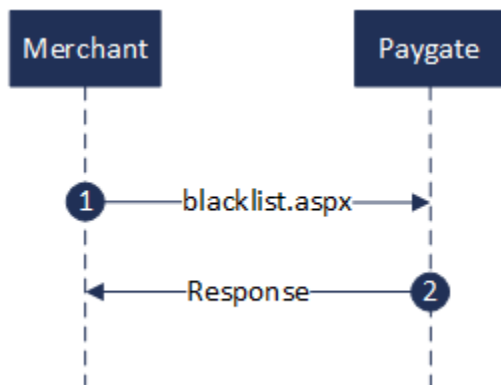 Merchant
Paygate
1
blacklist.aspx
Response
2